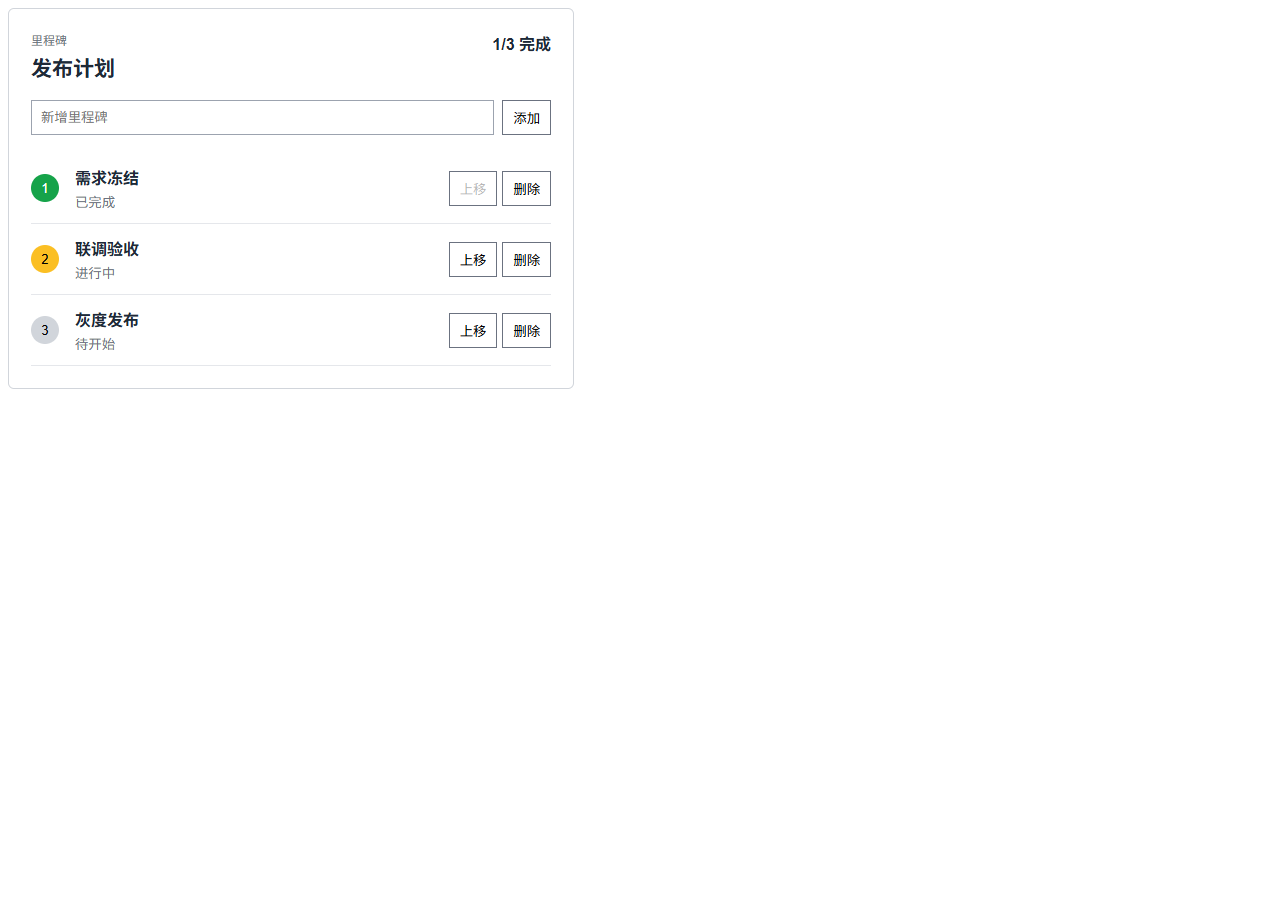 里程碑
发布计划
1/3 完成
新增里程碑
添加
1
需求冻结
已完成
上移
删除
2
联调验收
进行中
上移
删除
3
灰度发布
待开始
上移
删除